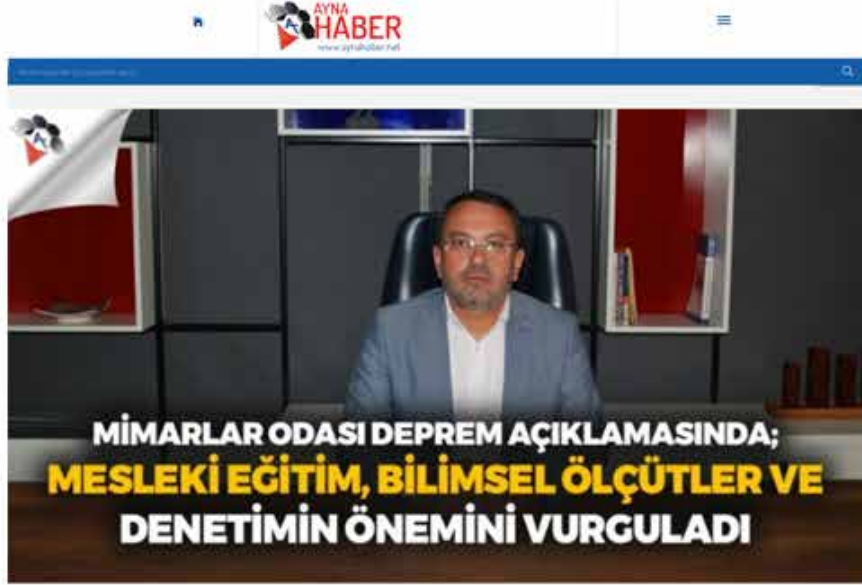 AYNA
HABER
www.aynahaber.net
MİMARLAR ODASI DEPREM AÇIKLAMASINDA;
MESLEKİ EĞİTİM, BİLİMSEL ÖLÇÜTLER VE
DENETİMİN ÖNEMİNİ VURGULADI